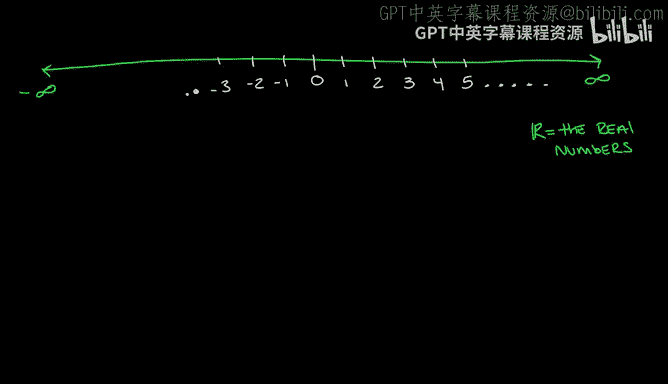 GPT中英字幕课程资源@bilibili.com
GPT中英字幕课程资源 bilibili
-∞ .. -3 -2 -1 0 1 2 3 4 5 ..... ∞
ℝ = THE REAL
NUMBERS